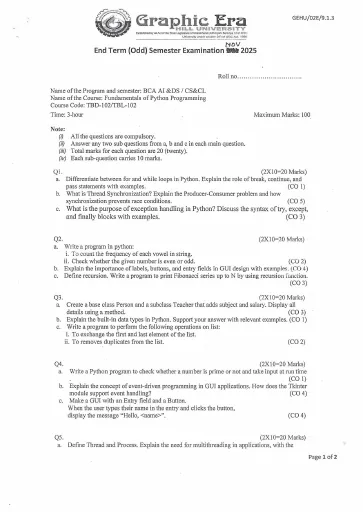 GEHU/02E/9.1.3
Graphic Era
HILL UNIVERSITY
End Term (Odd) Semester Examination Nov 2025
Roll no
Name of the Program and semester: BCA AI &DS / CS&CL
Name of the Course: Fundamentals of Python Programming
Course Code: TBD-102/TBL-102
Time: 3-hour Maximum Marks: 100
Note:
(i) All the questions are compulsory.
(ii) Answer any two sub questions from a, b and c in each main question.
(iii) Total marks for each question are 20 (twenty).
(iv) Each sub-question carries 10 marks.
Q1. (2X10=20 Marks)
a. Differentiate between for and while loops in Python. Explain the role of break, continue, and
pass statements with examples. (CO 1)
b. What is Thread Synchronization? Explain the Producer-Consumer problem and how
synchronization prevents race conditions. (CO 5)
c. What is the purpose of exception handling in Python? Discuss the syntax of try, except,
and finally blocks with examples. (CO 3)
Q2. (2X10=20 Marks)
a. Write a program in python:
i. To count the frequency of each vowel in string.
ii. Check whether the given number is even or odd. (CO 2)
b. Explain the importance of labels, buttons, and entry fields in GUI design with examples. (CO 4)
c. Define recursion. Write a program to print Fibonacci series up to N by using recursion function.
(CO 3)
Q3. (2X10=20 Marks)
a. Create a base class Person and a subclass Teacher that adds subject and salary. Display all
details using a method. (CO 3)
b. Explain the built-in data types in Python. Support your answer with relevant examples. (CO 1)
c. Write a program to perform the following operations on list:
i. To exchange the first and last element of the list.
ii. To removes duplicates from the list. (CO 2)
Q4. (2X10=20 Marks)
a. Write a Python program to check whether a number is prime or not and take input at run time
(CO 1)
b. Explain the concept of event-driven programming in GUI applications. How does the Tkinter
module support event handling? (CO 4)
c. Make a GUI with an Entry field and a Button.
When the user types their name in the entry and clicks the button,
display the message "Hello, <name>". (CO 4)
Q5. (2X10=20 Marks)
a. Define Thread and Process. Explain the need for multithreading in applications, with the
Page 1 of 2